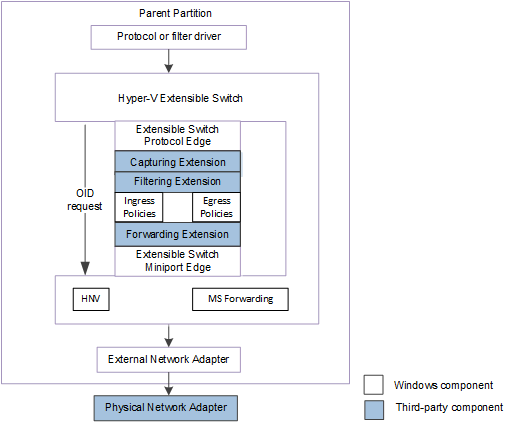 Parent Partition
Protocol or filter driver
Hyper-V Extensible Switch
Extensible Switch
Protocol Edge
Capturing Extension
Filtering Extension
OID
request
Ingress
Policies
Egress
Policies
Forwarding Extension
Extensible Switch
Miniport Edge
HNV
MS Forwarding
External Network Adapter
Physical Network Adapter
Windows component
Third-party component